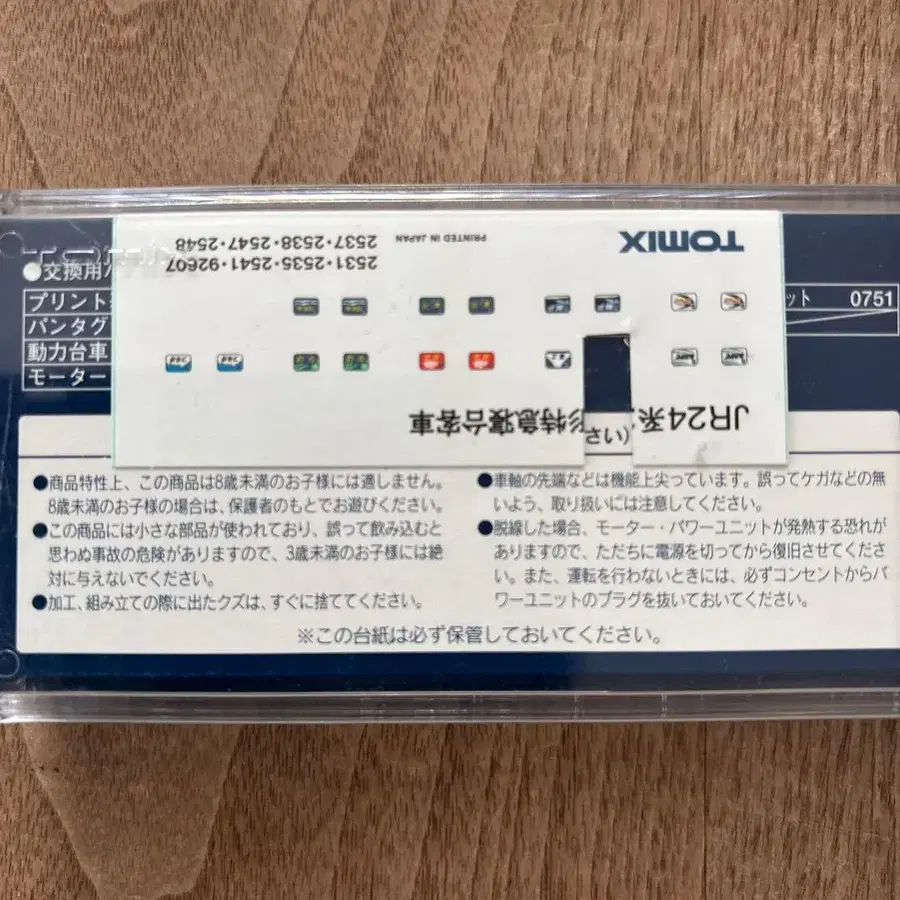 TOMIX
JR24系
形特急寝台客車
PRINTED IN JAPAN
2531・2535・2541・92607
2537・2538・2547・2548
さい(
●交換用パ
プリント
パンタグ
動力台車
モーター
ット 0751
●商品特性上、この商品は8歳未満のお子様には適しません。
8歳未満のお子様の場合は、保護者のもとでお遊びください。
●この商品には小さな部品が使われており、誤って飲み込むと
思わぬ事故の危険がありますので、3歳未満のお子様には絶
対に与えないでください。
●加工、組み立ての際に出たクズは、すぐに捨ててください。
●車軸の先端などは機能上尖っています。誤ってケガなどの無
いよう、取り扱いには注意してください。
●脱線した場合、モーター・パワーユニットが発熱する恐れが
ありますので、ただちに電源を切ってから復旧させてくださ
い。また、運転を行わないときには、必ずコンセントからパ
ワーユニットのプラグを抜いておいてください。
※この台紙は必ず保管しておいてください。